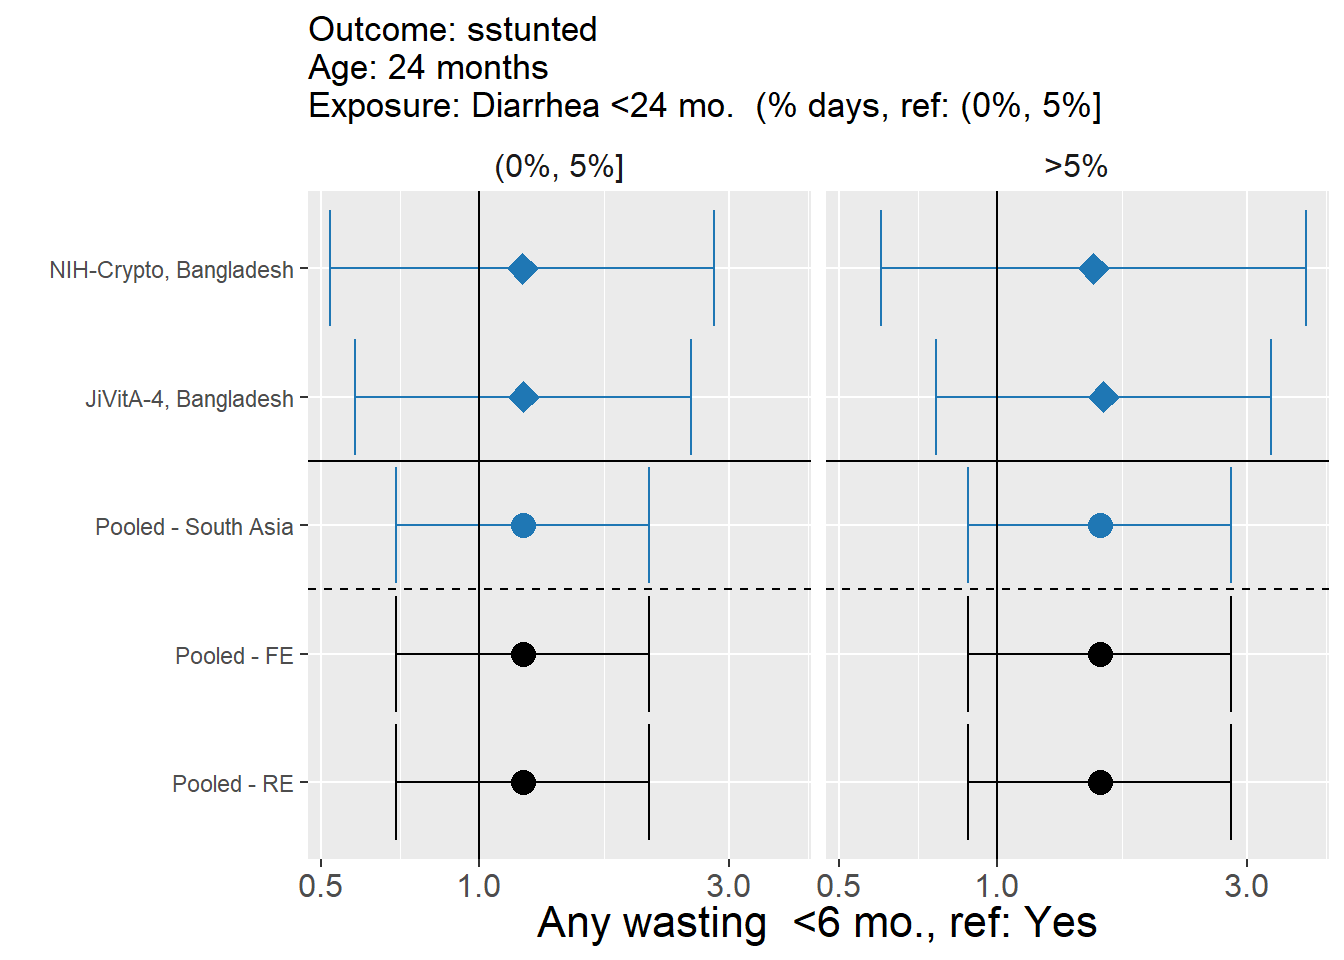 Outcome: sstunted
Age: 24 months
Exposure: Diarrhea <24 mo.  (% days, ref: (0%, 5%]
(0%, 5%]
>5%
NIH-Crypto, Bangladesh
JiVitA-4, Bangladesh
Pooled - South Asia
Pooled - FE
Pooled - RE
0.5 1.0 3.0 0.5 1.0 3.0
Any wasting  <6 mo., ref: Yes